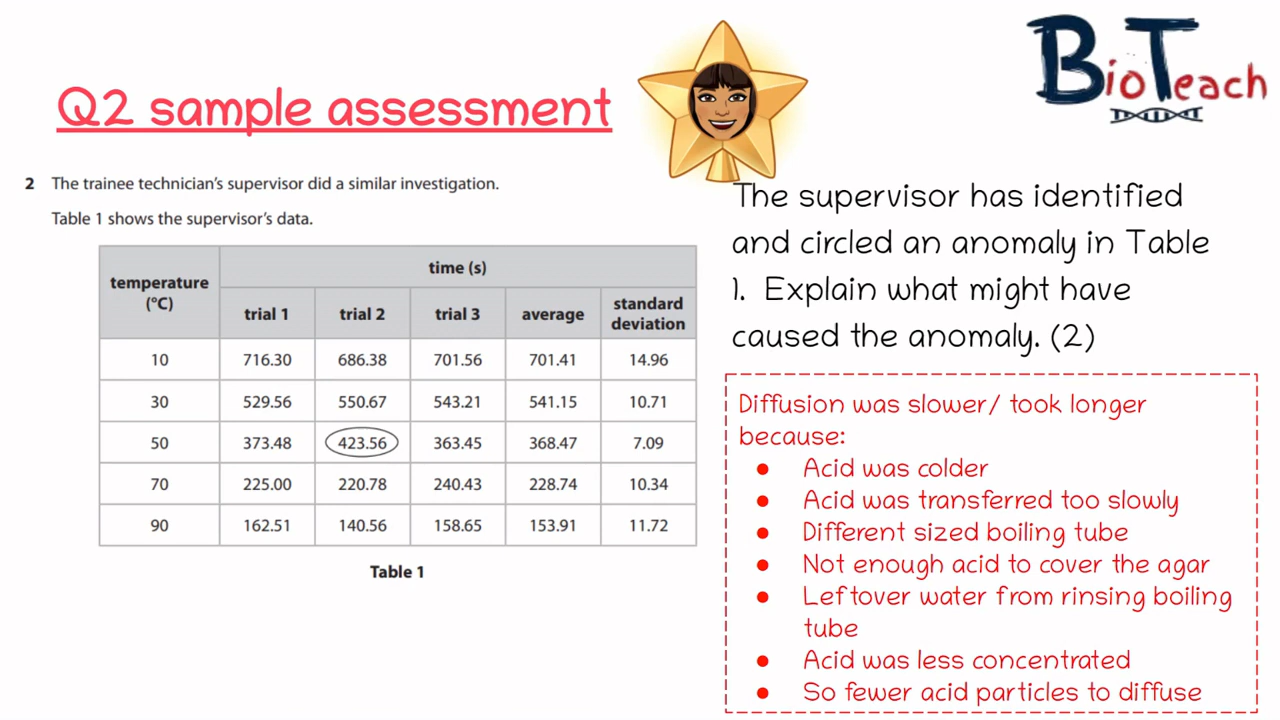 BioTeach
Q2 sample assessment
2 The trainee technician's supervisor did a similar investigation.
Table 1 shows the supervisor's data.
temperature (°C) time (s)
trial 1 trial 2 trial 3 average standard deviation
10 716.30 686.38 701.56 701.41 14.96
30 529.56 550.67 543.21 541.15 10.71
50 373.48 423.56 363.45 368.47 7.09
70 225.00 220.78 240.43 228.74 10.34
90 162.51 140.56 158.65 153.91 11.72
Table 1
The supervisor has identified
and circled an anomaly in Table
1. Explain what might have
caused the anomaly. (2)
Diffusion was slower/ took longer
because:
● Acid was colder
● Acid was transferred too slowly
● Different sized boiling tube
● Not enough acid to cover the agar
● Leftover water from rinsing boiling
tube
● Acid was less concentrated
● So fewer acid particles to diffuse